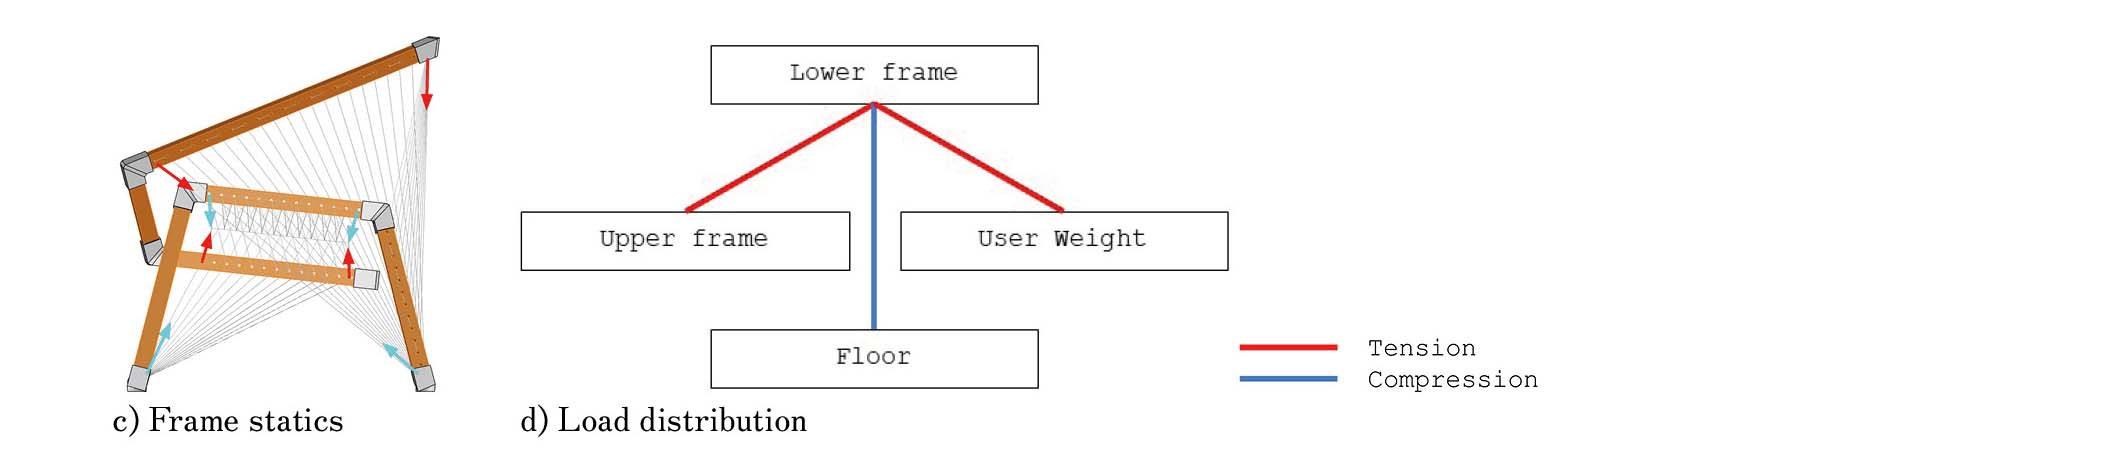 Lower frame
Upper frame
User Weight
Floor
Tension
Compression
c) Frame statics
d) Load distribution